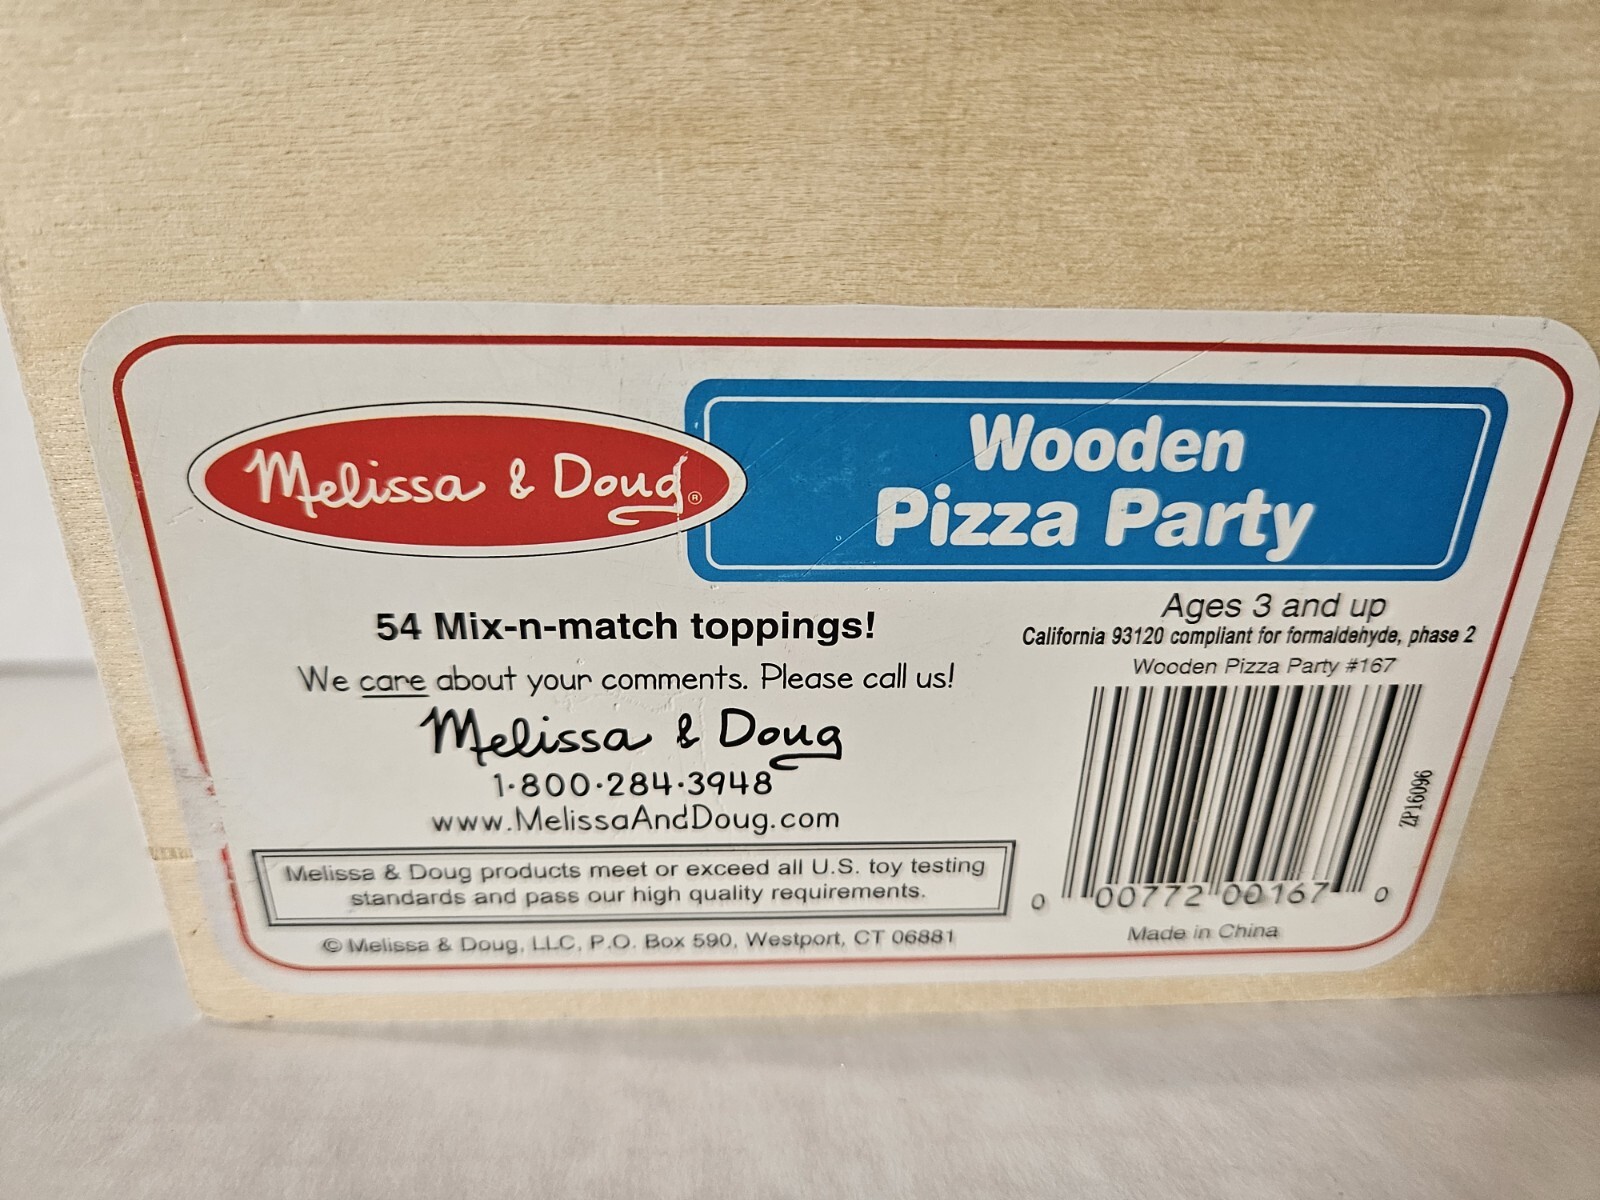 Melissa & Doug®
Wooden
Pizza Party
54 Mix-n-match toppings!
We care about your comments. Please call us!
Melissa & Doug
1·800·284·3948
www.MelissaAndDoug.com
Melissa & Doug products meet or exceed all U.S. toy testing
standards and pass our high quality requirements.
© Melissa & Doug, LLC, P.O. Box 590, Westport, CT 06881
Ages 3 and up
California 93120 compliant for formaldehyde, phase 2
Wooden Pizza Party #167
ZP16096
0 00772 00167 0
Made in China